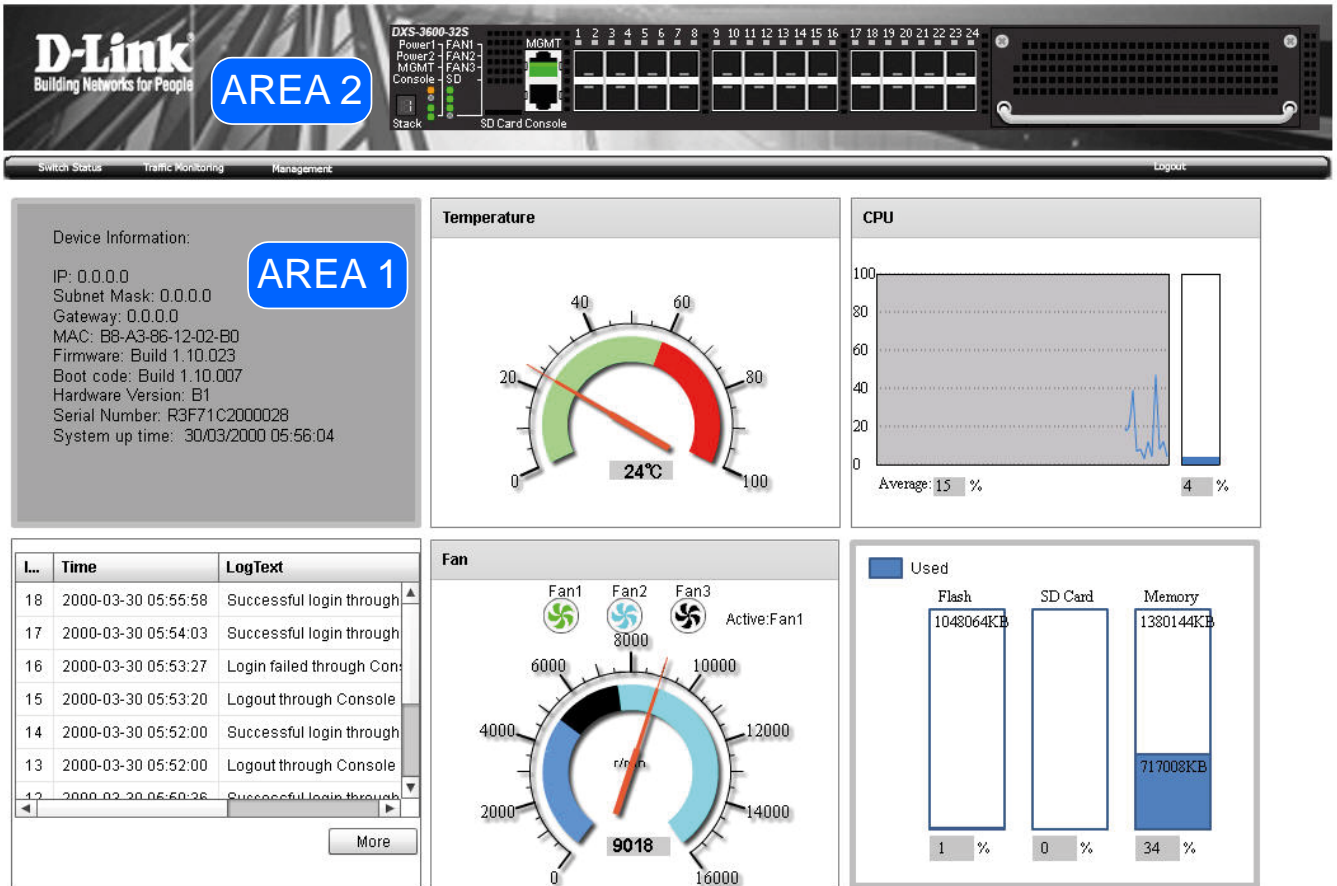 D-Link
Building Networks for People
AREA 2
DXS-3600-32S
Power1 FAN1
Power2 FAN2
MGMT FAN3
Console SD
Stack
SD Card Console
MGMT
1 2 3 4 5 6 7 8 9 10 11 12 13 14 15 16 17 18 19 20 21 22 23 24
Switch Status Traffic Monitoring Management Logout
Device Information:
AREA 1
IP: 0.0.0.0
Subnet Mask: 0.0.0.0
Gateway: 0.0.0.0
MAC: B8-A3-86-12-02-B0
Firmware: Build 1.10.023
Boot code: Build 1.10.007
Hardware Version: B1
Serial Number: R3F71C2000028
System up time: 30/03/2000 05:56:04
Temperature
0 20 40 60 80 100
24℃
CPU
100
80
60
40
20
0
Average: 15 %
4 %
I... Time LogText
18 2000-03-30 05:55:58 Successful login through
17 2000-03-30 05:54:03 Successful login through
16 2000-03-30 05:53:27 Login failed through Con
15 2000-03-30 05:53:20 Logout through Console
14 2000-03-30 05:52:00 Successful login through
13 2000-03-30 05:52:00 Logout through Console
12 2000-03-30 05:50:36 Successful login through
More
Fan
Fan1 Fan2 Fan3
Active:Fan1
0 2000 4000 6000 8000 10000 12000 14000 16000
r/min
9018
Used
Flash SD Card Memory
1048064KB 1380144KB
717008KB
1 % 0 % 34 %